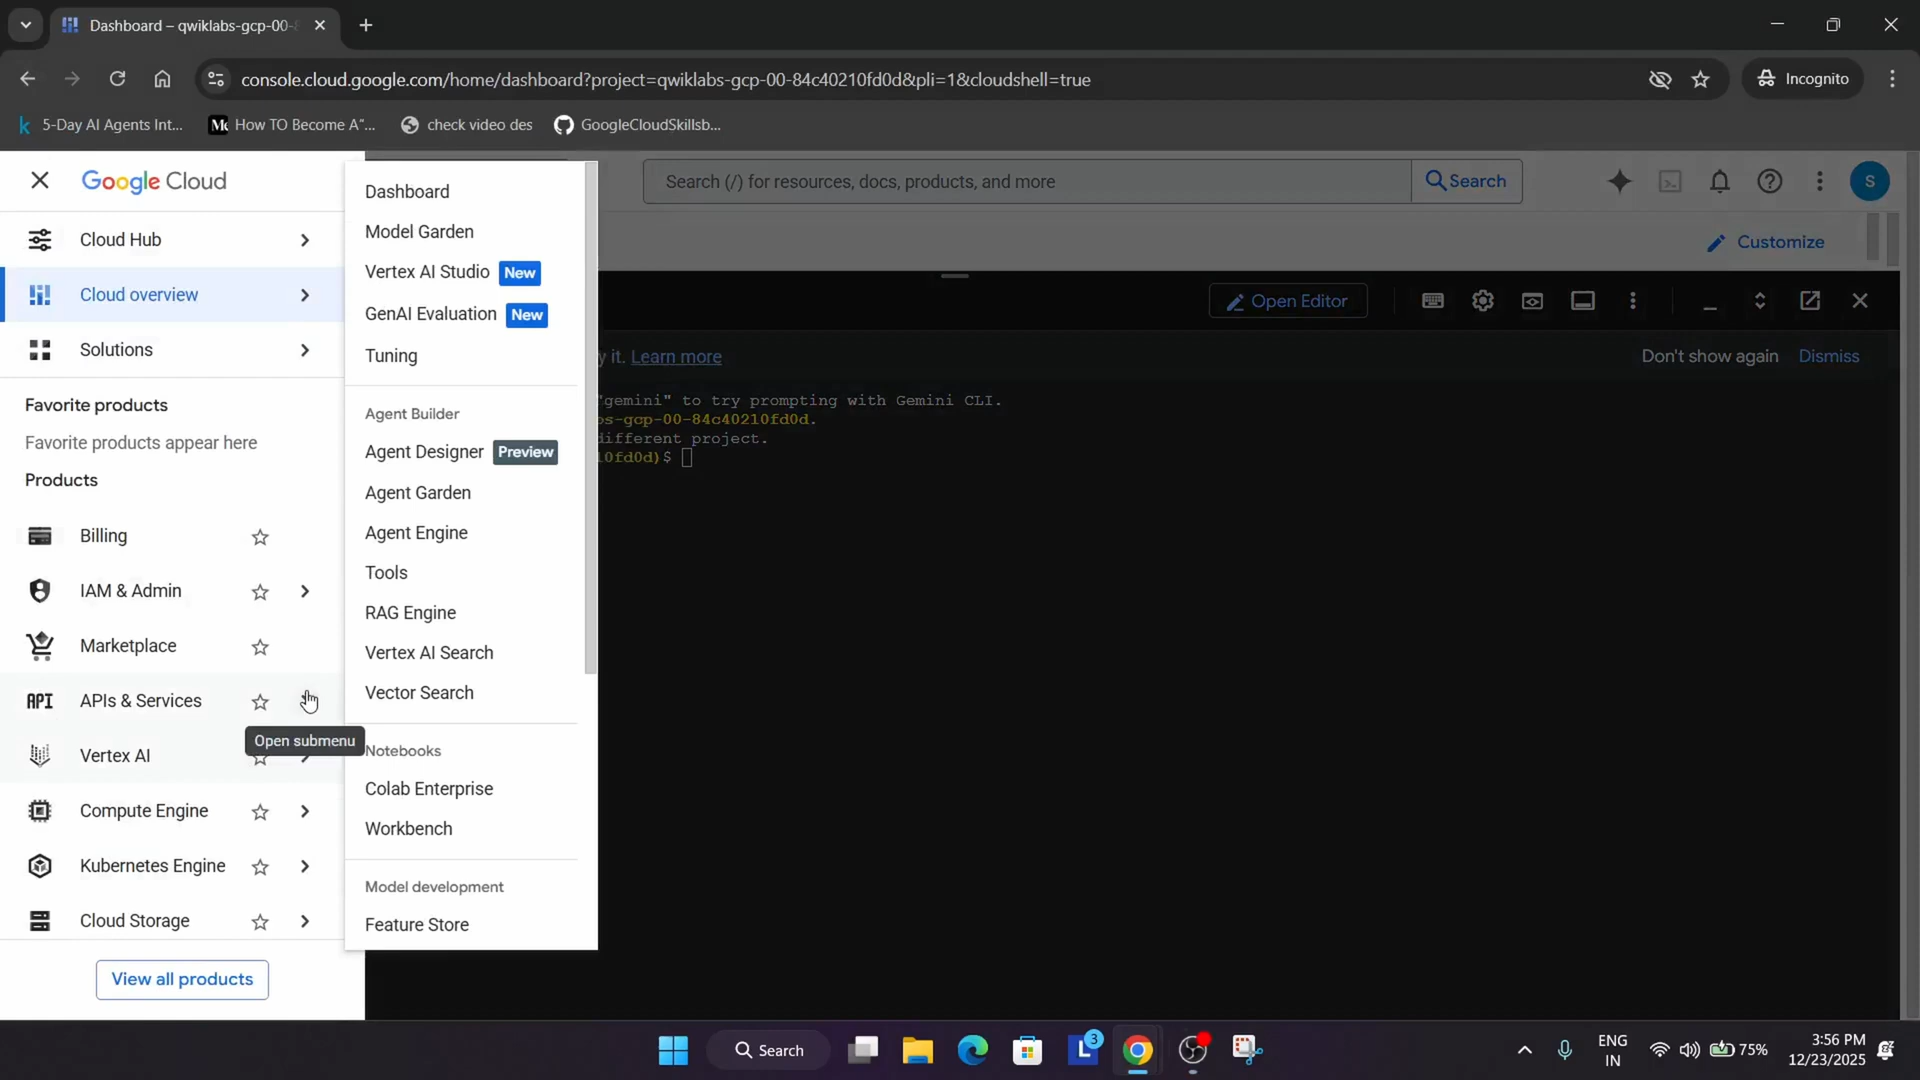 Dashboard – qwiklabs-gcp-00-8
console.cloud.google.com/home/dashboard?project=qwiklabs-gcp-00-84c40210fd0d&pli=1&cloudshell=true
Incognito
5-Day AI Agents Int...
How TO Become A"...
check video des
GoogleCloudSkillsb...
Google Cloud
Search (/) for resources, docs, products, and more
Search
S
Customize
Cloud Hub
Cloud overview
Solutions
Favorite products
Favorite products appear here
Products
Billing
IAM & Admin
Marketplace
API APIs & Services
Open submenu
Vertex AI
Compute Engine
Kubernetes Engine
Cloud Storage
View all products
Dashboard
Model Garden
Vertex AI Studio New
GenAI Evaluation New
Tuning
Agent Builder
Agent Designer Preview
Agent Garden
Agent Engine
Tools
RAG Engine
Vertex AI Search
Vector Search
Notebooks
Colab Enterprise
Workbench
Model development
Feature Store
Open Editor
y it. Learn more
Don't show again Dismiss
"gemini" to try prompting with Gemini CLI.
s-gcp-00-84c40210fd0d.
different project.
10fd0d)$
Search
3
ENG
IN
75%
3:56 PM
12/23/2025